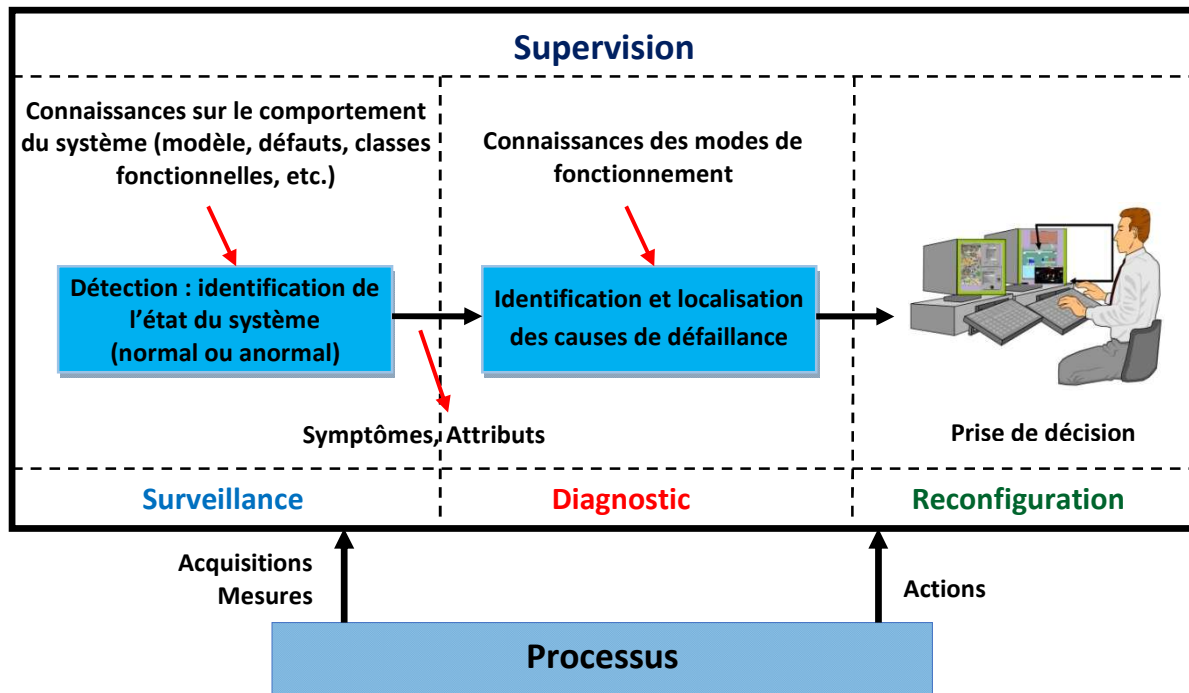 Supervision
Connaissances sur le comportement
du système (modèle, défauts, classes
fonctionnelles, etc.)
Connaissances des modes de
fonctionnement
Détection : identification de
l’état du système
(normal ou anormal)
Identification et localisation
des causes de défaillance
Symptômes, Attributs
Prise de décision
Surveillance
Diagnostic
Reconfiguration
Acquisitions
Mesures
Actions
Processus